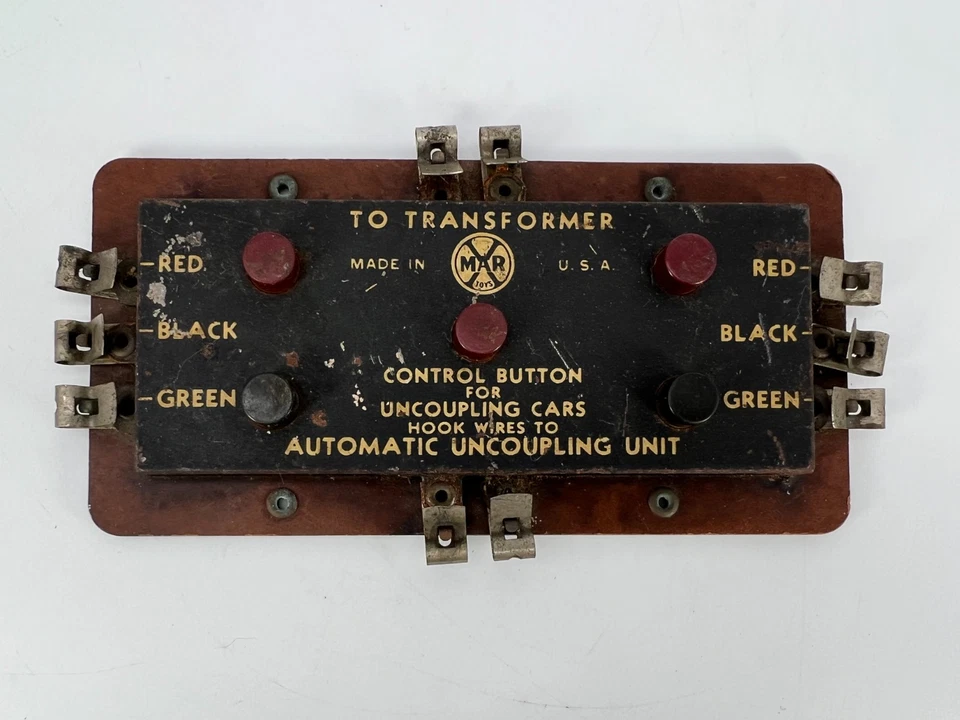 TO TRANSFORMER
MADE IN MAR TOYS U.S.A.
RED
RED
BLACK
BLACK
CONTROL BUTTON
FOR
GREEN
GREEN
UNCOUPLING CARS
HOOK WIRES TO
AUTOMATIC UNCOUPLING UNIT